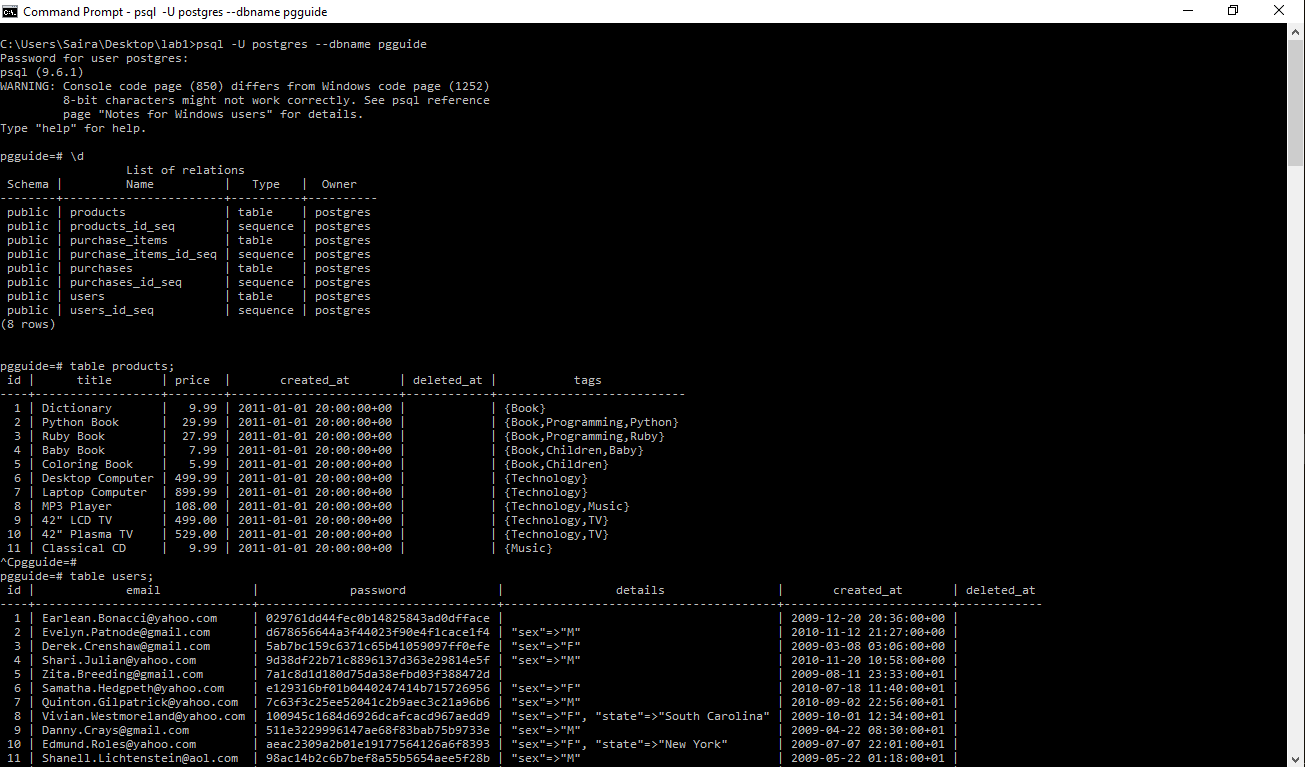 Command Prompt - psql  -U postgres --dbname pgguide
C:\Users\Saira\Desktop\lab1>psql -U postgres --dbname pgguide
Password for user postgres:
psql (9.6.1)
WARNING: Console code page (850) differs from Windows code page (1252)
         8-bit characters might not work correctly. See psql reference
         page "Notes for Windows users" for details.
Type "help" for help.
pgguide=# \d
                  List of relations
 Schema |         Name          |   Type   |  Owner
--------+-----------------------+----------+----------
 public | products              | table    | postgres
 public | products_id_seq       | sequence | postgres
 public | purchase_items        | table    | postgres
 public | purchase_items_id_seq | sequence | postgres
 public | purchases             | table    | postgres
 public | purchases_id_seq      | sequence | postgres
 public | users                 | table    | postgres
 public | users_id_seq          | sequence | postgres
(8 rows)
pgguide=# table products;
 id |      title       | price  |       created_at       | deleted_at |           tags
----+------------------+--------+------------------------+------------+---------------------------
  1 | Dictionary       |   9.99 | 2011-01-01 20:00:00+00 |            | {Book}
  2 | Python Book      |  29.99 | 2011-01-01 20:00:00+00 |            | {Book,Programming,Python}
  3 | Ruby Book        |  27.99 | 2011-01-01 20:00:00+00 |            | {Book,Programming,Ruby}
  4 | Baby Book        |   7.99 | 2011-01-01 20:00:00+00 |            | {Book,Children,Baby}
  5 | Coloring Book    |   5.99 | 2011-01-01 20:00:00+00 |            | {Book,Children}
  6 | Desktop Computer | 499.99 | 2011-01-01 20:00:00+00 |            | {Technology}
  7 | Laptop Computer  | 899.99 | 2011-01-01 20:00:00+00 |            | {Technology}
  8 | MP3 Player       | 108.00 | 2011-01-01 20:00:00+00 |            | {Technology,Music}
  9 | 42" LCD TV       | 499.00 | 2011-01-01 20:00:00+00 |            | {Technology,TV}
 10 | 42" Plasma TV    | 529.00 | 2011-01-01 20:00:00+00 |            | {Technology,TV}
 11 | Classical CD     |   9.99 | 2011-01-01 20:00:00+00 |            | {Music}
^Cpgguide=#
pgguide=# table users;
 id |             email             |             password             |                details                |       created_at       | deleted_at
----+-------------------------------+----------------------------------+---------------------------------------+------------------------+------------
  1 | Earlean.Bonacci@yahoo.com     | 029761dd44fec0b14825843ad0dfface |                                       | 2009-12-20 20:36:00+00 |
  2 | Evelyn.Patnode@gmail.com      | d678656644a3f44023f90e4f1cace1f4 | "sex"=>"M"                            | 2010-11-12 21:27:00+00 |
  3 | Derek.Crenshaw@gmail.com      | 5ab7bc159c6371c65b41059097ff0efe | "sex"=>"F"                            | 2009-03-08 03:06:00+00 |
  4 | Shari.Julian@yahoo.com        | 9d38df22b71c8896137d363e29814e5f | "sex"=>"M"                            | 2010-11-20 10:58:00+00 |
  5 | Zita.Breeding@gmail.com       | 7a1c8d1d180d75da38efbd03f388472d |                                       | 2009-08-11 23:33:00+01 |
  6 | Samatha.Hedgpeth@yahoo.com    | e129316bf01b0440247414b715726956 | "sex"=>"F"                            | 2010-07-18 11:40:00+01 |
  7 | Quinton.Gilpatrick@yahoo.com  | 7c63f3c25ee52041c2b9aec3c21a96b6 | "sex"=>"M"                            | 2010-09-02 22:56:00+01 |
  8 | Vivian.Westmoreland@yahoo.com | 100945c1684d6926dcafcacd967aedd9 | "sex"=>"F", "state"=>"South Carolina" | 2009-10-01 12:34:00+01 |
  9 | Danny.Crays@gmail.com         | 511e3229996147ae68f83bab75b9733e | "sex"=>"M"                            | 2009-04-22 08:30:00+01 |
 10 | Edmund.Roles@yahoo.com        | aeac2309a2b01e19177564126a6f8393 | "sex"=>"F", "state"=>"New York"       | 2009-07-07 22:01:00+01 |
 11 | Shanell.Lichtenstein@aol.com  | 98ac14b2c6b7bef8a55b5654aee5f28b | "sex"=>"M"                            | 2009-05-22 01:18:00+01 |